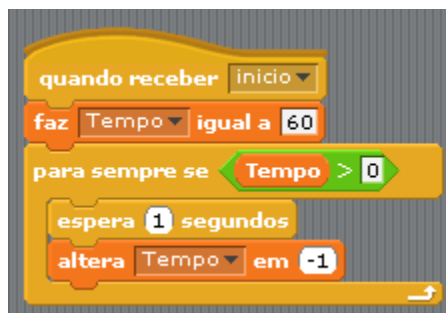 quando receber inicio
faz Tempo igual a 60
para sempre se Tempo > 0
espera 1 segundos
altera Tempo em -1